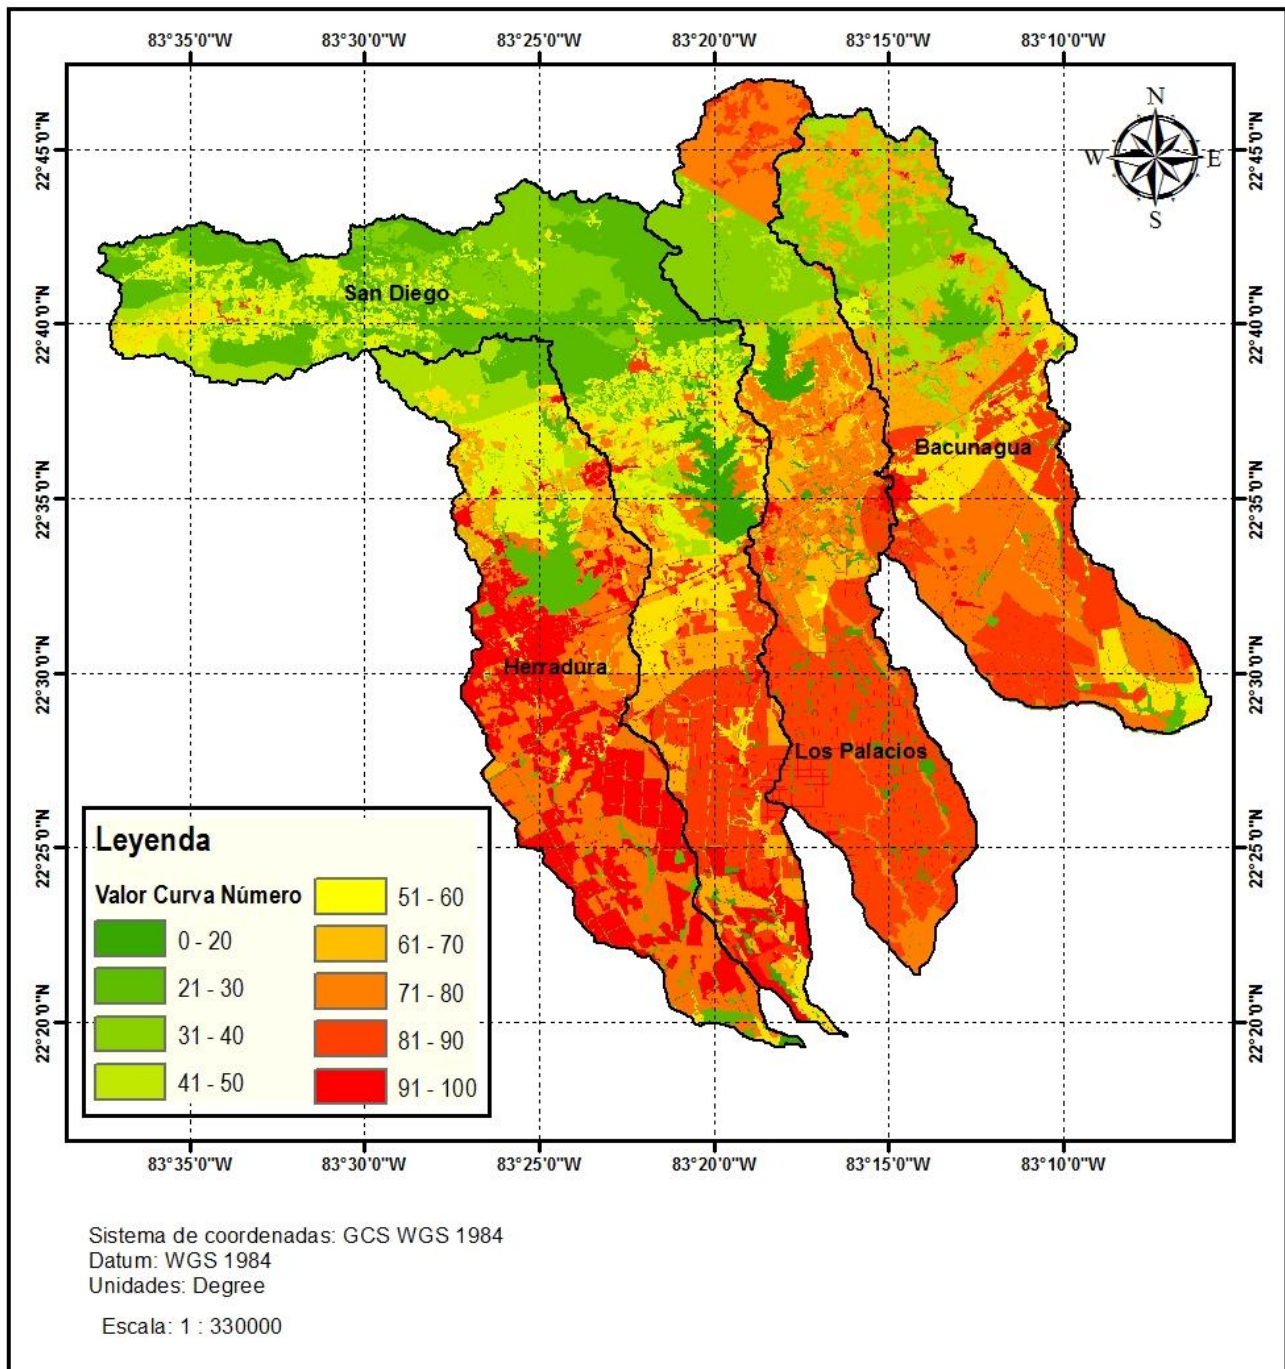 83°35'0"W 83°30'0"W 83°25'0"W 83°20'0"W 83°15'0"W 83°10'0"W
N
W E
S
22°45'0"N 22°45'0"N
San Diego
22°40'0"N 22°40'0"N
Bacunagua
22°35'0"N 22°35'0"N
Herradura
22°30'0"N 22°30'0"N
Los Palacios
22°25'0"N 22°25'0"N
22°20'0"N 22°20'0"N
Leyenda
Valor Curva Número
0 - 20
21 - 30
31 - 40
41 - 50
51 - 60
61 - 70
71 - 80
81 - 90
91 - 100
83°35'0"W 83°30'0"W 83°25'0"W 83°20'0"W 83°15'0"W 83°10'0"W
Sistema de coordenadas: GCS WGS 1984
Datum: WGS 1984
Unidades: Degree
Escala: 1 : 330000